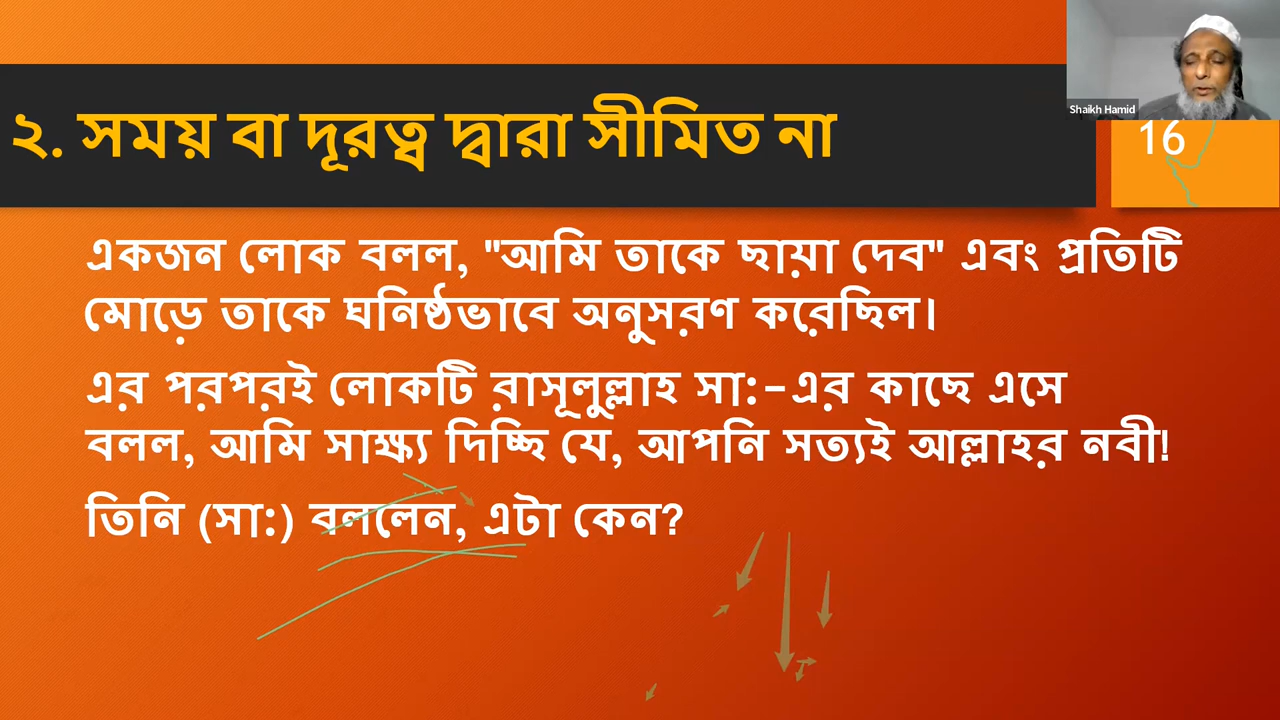 Shaikh Hamid
২. সময় বা দূরত্ব দ্বারা সীমিত না
16
একজন লোক বলল, "আমি তাকে ছায়া দেব" এবং প্রতিটি
মোড়ে তাকে ঘনিষ্ঠভাবে অনুসরণ করেছিল।
এর পরপরই লোকটি রাসূলুল্লাহ সা:-এর কাছে এসে
বলল, আমি সাক্ষ্য দিচ্ছি যে, আপনি সত্যই আল্লাহর নবী!
তিনি (সা:) বললেন, এটা কেন?